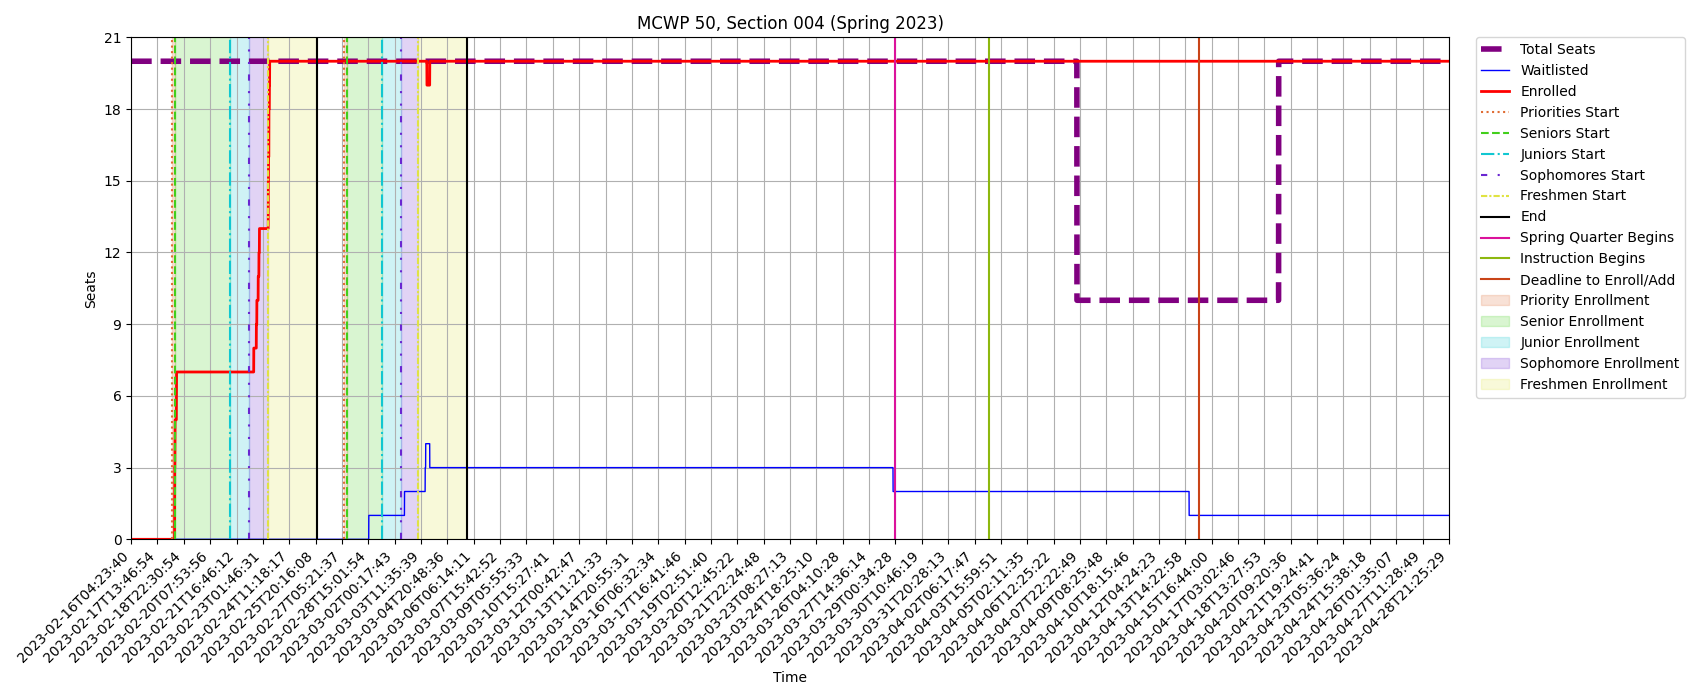 MCWP 50, Section 004 (Spring 2023)
21
18
15
12
9
6
3
0
Seats
2023-02-16T04:23:40
2023-02-17T13:46:54
2023-02-18T22:30:54
2023-02-20T07:53:56
2023-02-21T16:46:12
2023-02-23T01:46:31
2023-02-24T11:18:17
2023-02-25T20:16:08
2023-02-27T05:21:37
2023-02-28T15:01:54
2023-03-02T00:17:43
2023-03-03T11:35:39
2023-03-04T20:48:36
2023-03-06T06:14:11
2023-03-07T15:42:52
2023-03-09T05:55:33
2023-03-10T15:27:41
2023-03-12T00:42:47
2023-03-13T11:21:33
2023-03-14T20:55:31
2023-03-16T06:32:34
2023-03-17T16:41:46
2023-03-19T02:51:40
2023-03-20T12:45:22
2023-03-21T22:24:48
2023-03-23T08:27:13
2023-03-24T18:25:10
2023-03-26T04:10:28
2023-03-27T14:36:14
2023-03-29T00:34:28
2023-03-30T10:46:19
2023-03-31T20:28:13
2023-04-02T06:17:47
2023-04-03T15:59:51
2023-04-05T02:11:35
2023-04-06T12:25:22
2023-04-07T22:22:49
2023-04-09T08:25:48
2023-04-10T18:15:46
2023-04-12T04:24:23
2023-04-13T14:22:58
2023-04-15T16:44:00
2023-04-17T03:02:46
2023-04-18T13:27:53
2023-04-20T09:20:36
2023-04-21T19:24:41
2023-04-23T05:36:24
2023-04-24T15:38:18
2023-04-26T01:35:07
2023-04-27T11:28:49
2023-04-28T21:25:29
Time
Total Seats
Waitlisted
Enrolled
Priorities Start
Seniors Start
Juniors Start
Sophomores Start
Freshmen Start
End
Spring Quarter Begins
Instruction Begins
Deadline to Enroll/Add
Priority Enrollment
Senior Enrollment
Junior Enrollment
Sophomore Enrollment
Freshmen Enrollment